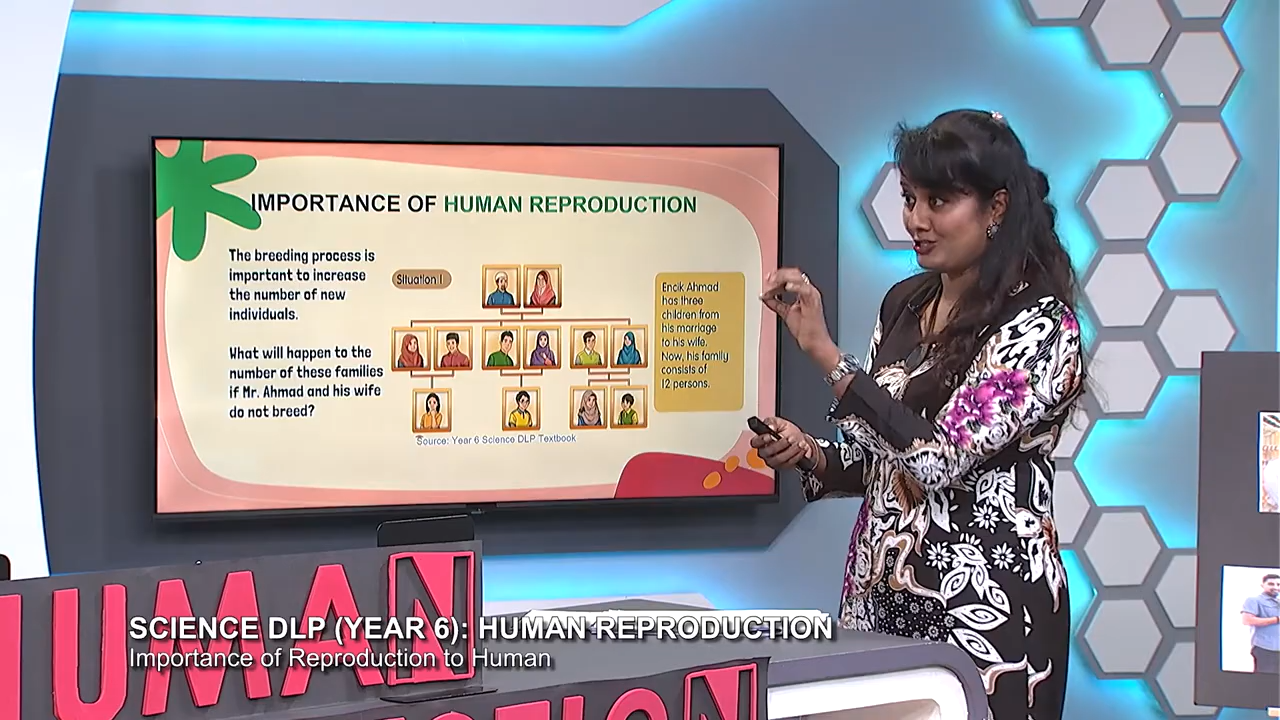 IMPORTANCE OF HUMAN REPRODUCTION
The breeding process is
important to increase
the number of new
individuals.
What will happen to the
number of these families
if Mr. Ahmad and his wife
do not breed?
Situation 1
Encik Ahmad
has three
children from
his marriage
to his wife.
Now, his family
consists of
12 persons.
Source: Year 6 Science DLP Textbook
HUMAN
SCIENCE DLP (YEAR 6): HUMAN REPRODUCTION
Importance of Reproduction to Human